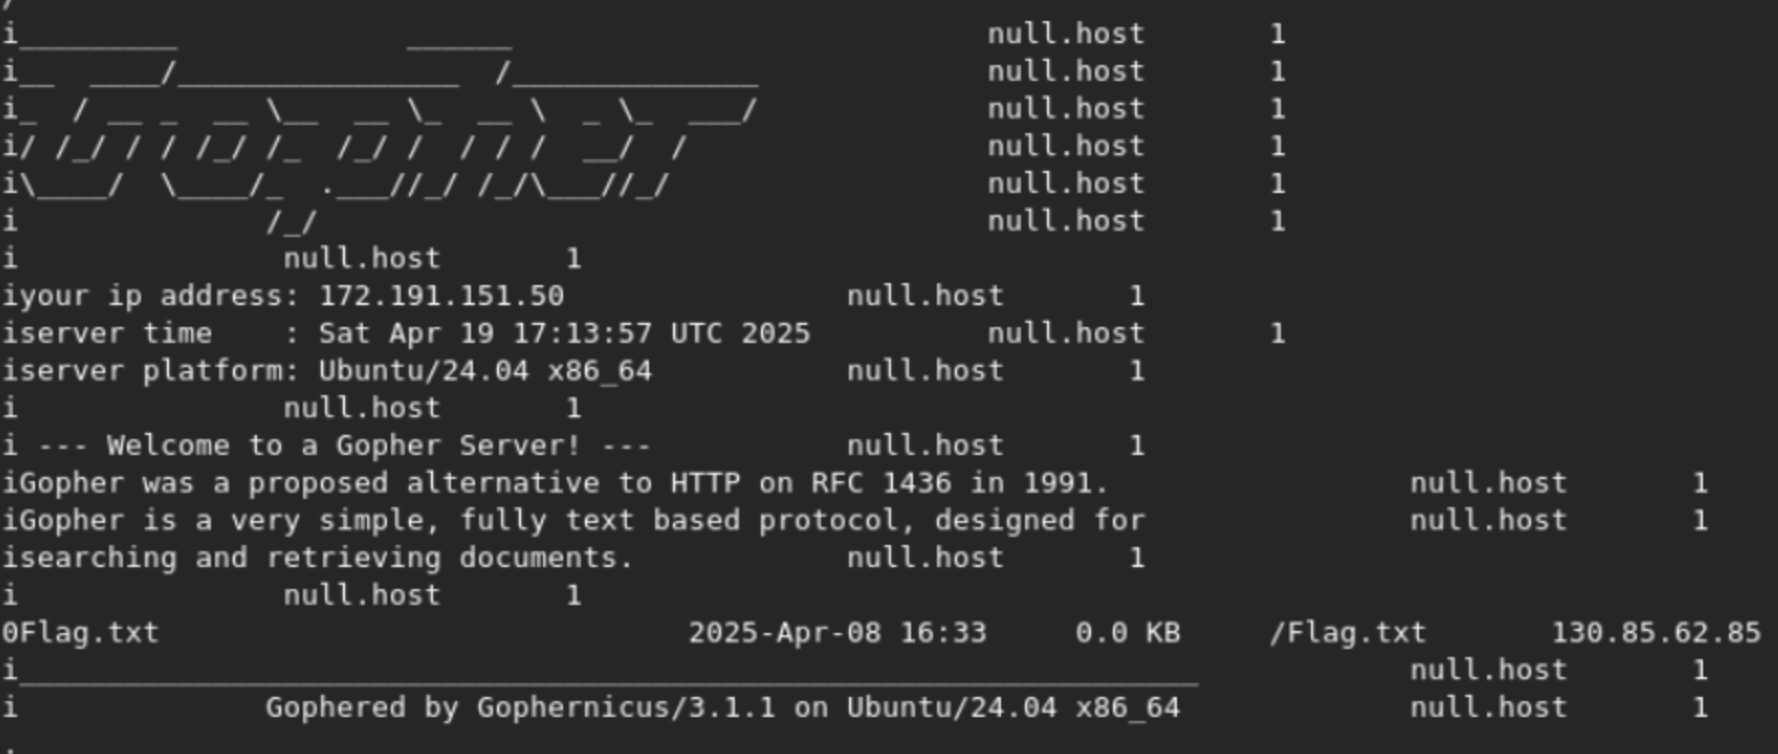 /
i_________             ______                           null.host       1
i__  ____/________________  /______________             null.host       1
i_  / __ _  __ \__  __ \_  __ \  _ \_  ___/             null.host       1
i/ /_/ / / /_/ /_  /_/ /  / / /  __/  /                 null.host       1
i\____/  \____/_  .___//_/ /_/\___//_/                  null.host       1
i              /_/                                      null.host       1
i               null.host       1
iyour ip address: 172.191.151.50                null.host       1
iserver time    : Sat Apr 19 17:13:57 UTC 2025          null.host       1
iserver platform: Ubuntu/24.04 x86_64           null.host       1
i               null.host       1
i --- Welcome to a Gopher Server! ---           null.host       1
iGopher was a proposed alternative to HTTP on RFC 1436 in 1991.                 null.host       1
iGopher is a very simple, fully text based protocol, designed for               null.host       1
isearching and retrieving documents.            null.host       1
i               null.host       1
0Flag.txt                              2025-Apr-08 16:33     0.0 KB     /Flag.txt       130.85.62.85
i___________________________________________________________________            null.host       1
i              Gophered by Gophernicus/3.1.1 on Ubuntu/24.04 x86_64             null.host       1